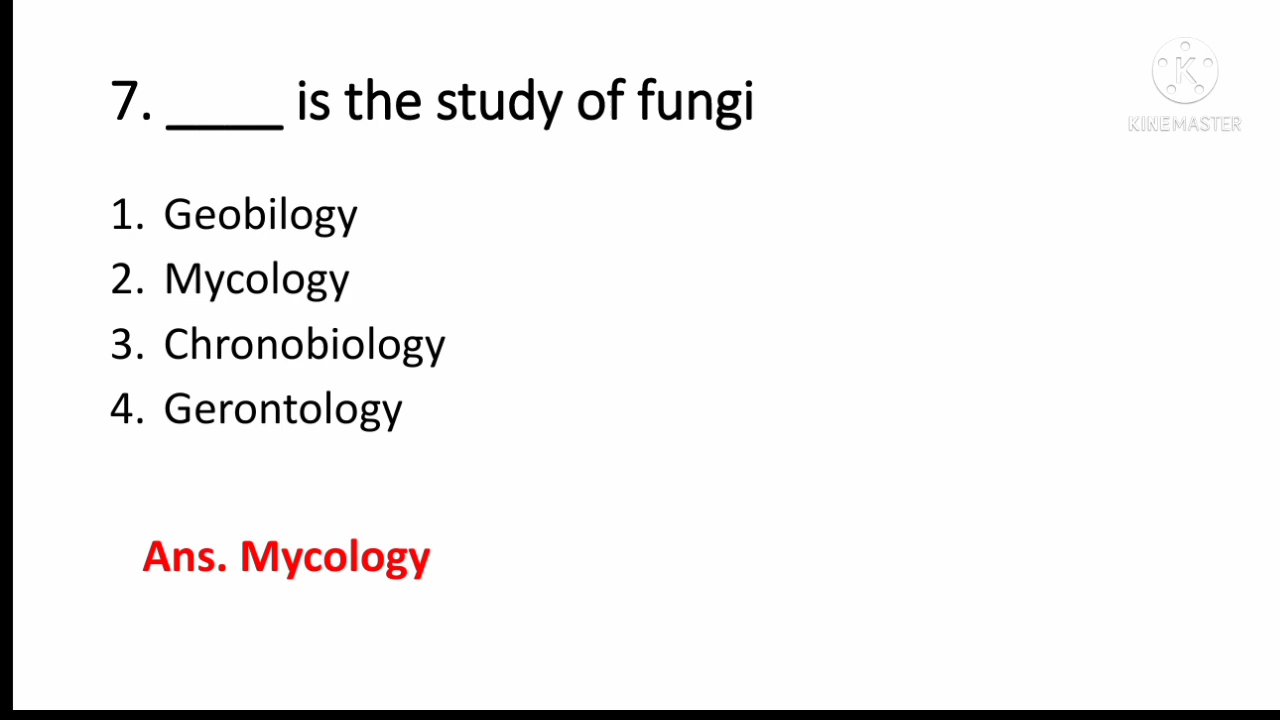 7. ____ is the study of fungi
KINEMASTER
1. Geobilogy
2. Mycology
3. Chronobiology
4. Gerontology
Ans. Mycology